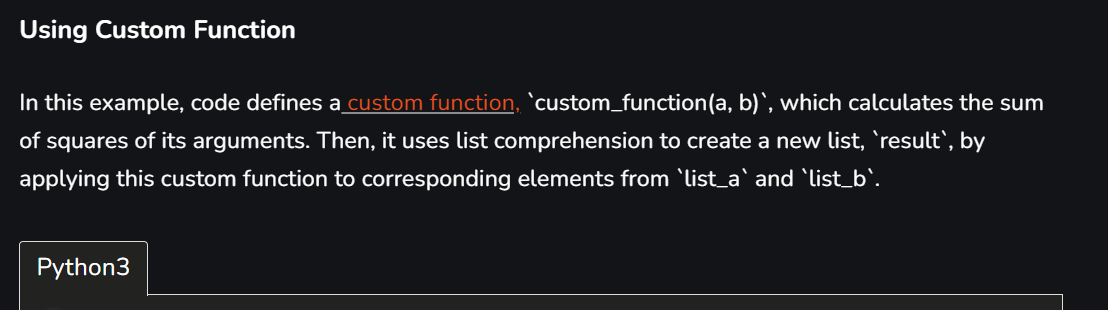 Using Custom Function
In this example, code defines a custom function, `custom_function(a, b)`, which calculates the sum
of squares of its arguments. Then, it uses list comprehension to create a new list, `result`, by
applying this custom function to corresponding elements from `list_a` and `list_b`.
Python3